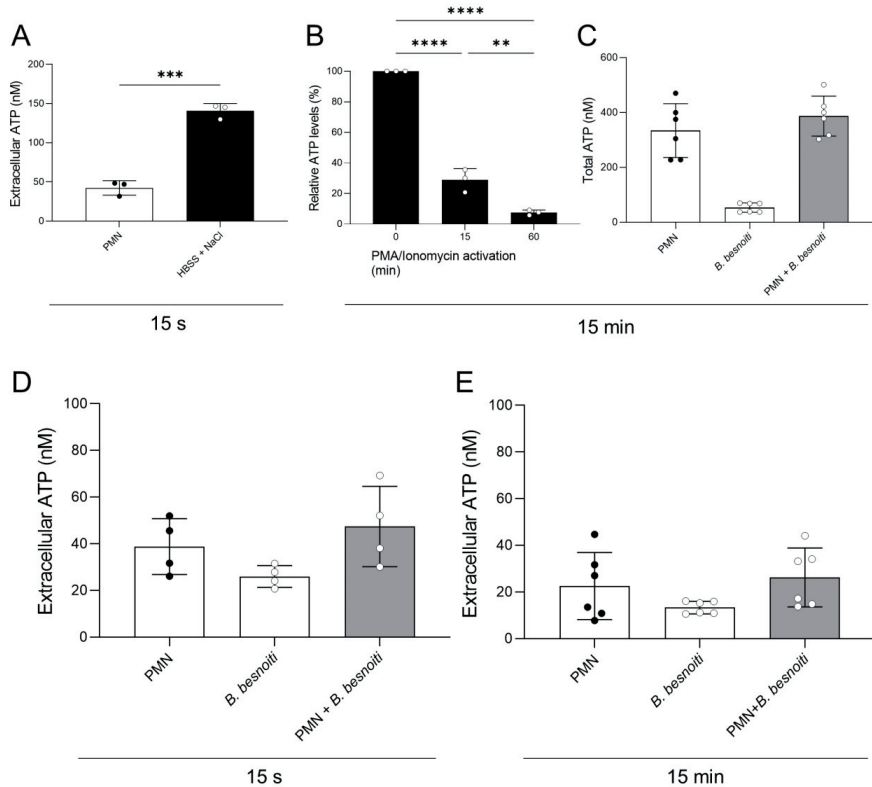 A
Extracellular ATP (nM)
200
150
100
50
0
***
PMN
HBSS + NaCl
15 s
B
Relative ATP levels (%)
100
80
60
40
20
0
****
****
**
0
15
60
PMA/Ionomycin activation
(min)
C
Total ATP (nM)
600
400
200
0
PMN
B. besnoiti
PMN + B. besnoiti
15 min
D
Extracellular ATP (nM)
100
80
60
40
20
0
PMN
B. besnoiti
PMN + B. besnoiti
15 s
E
Extracellular ATP (nM)
100
80
60
40
20
0
PMN
B. besnoiti
PMN+B. besnoiti
15 min